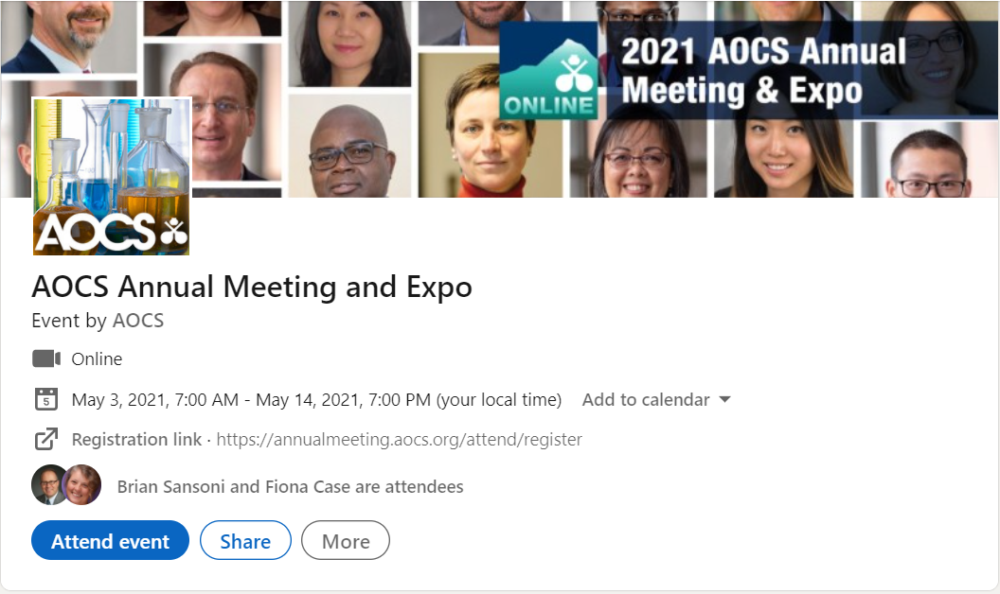 2021 AOCS Annual
Meeting & Expo
ONLINE
AOCS
AOCS Annual Meeting and Expo
Event by AOCS
Online
5 May 3, 2021, 7:00 AM - May 14, 2021, 7:00 PM (your local time) Add to calendar
Registration link · https://annualmeeting.aocs.org/attend/register
Brian Sansoni and Fiona Case are attendees
Attend event Share More